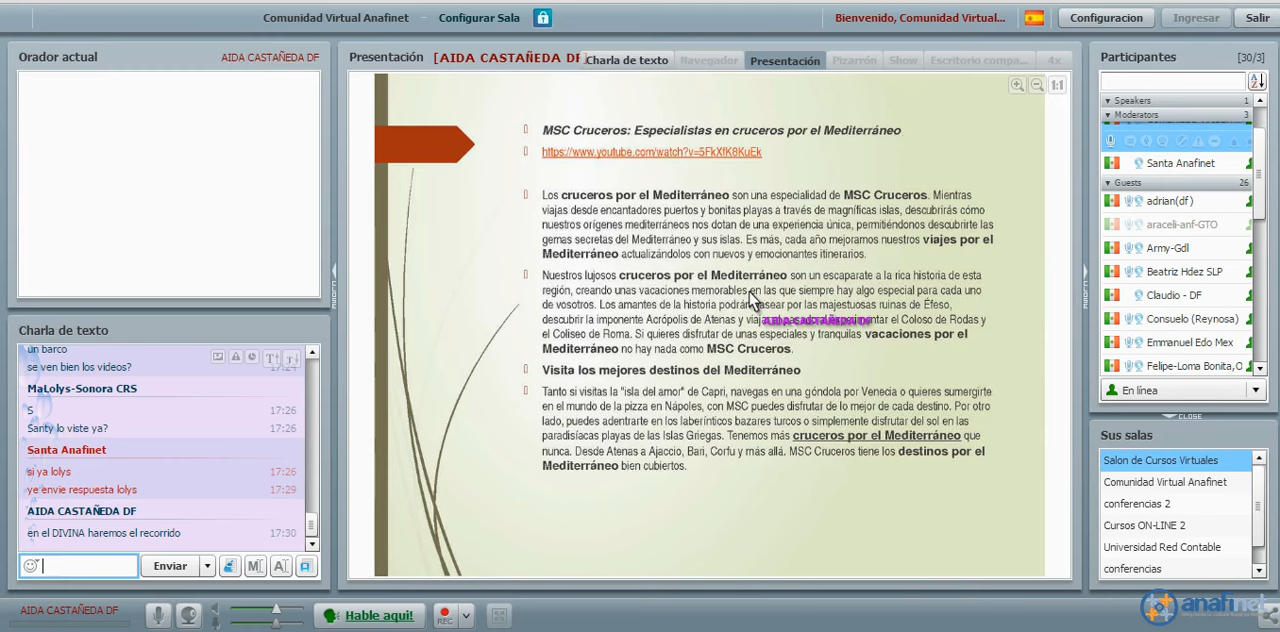 Comunidad Virtual Anafinet
Configurar Sala
Bienvenido, Comunidad Virtual...
Configuracion
Ingresar
Salir
Orador actual
AIDA CASTAÑEDA DF
Presentación
[AIDA CASTAÑEDA DF]
Charla de texto
Navegador
Presentación
Pizarrón
Show
Escritorio compa...
4x
1:1
MSC Cruceros: Especialistas en cruceros por el Mediterráneo
https://www.youtube.com/watch?v=5FkXfK8KuEk
Los cruceros por el Mediterráneo son una especialidad de MSC Cruceros. Mientras
viajas desde encantadores puertos y bonitas playas a través de magníficas islas, descubrirás cómo
nuestros orígenes mediterráneos nos dotan de una experiencia única, permitiéndonos descubrirte las
gemas secretas del Mediterráneo y sus islas. Es más, cada año mejoramos nuestros viajes por el
Mediterráneo actualizándolos con nuevos y emocionantes itinerarios.
Nuestros lujosos cruceros por el Mediterráneo son un escaparate a la rica historia de esta
región, creando unas vacaciones memorables en las que siempre hay algo especial para cada uno
de vosotros. Los amantes de la historia podrán pasear por las majestuosas ruinas de Éfeso,
descubrir la imponente Acrópolis de Atenas y el Coloso de Rodas y
AIDA CASTAÑEDA DF
el Coliseo de Roma. Si quieres disfrutar de unas especiales y tranquilas vacaciones por el
Mediterráneo no hay nada como MSC Cruceros.
Visita los mejores destinos del Mediterráneo
Tanto si visitas la "isla del amor" de Capri, navegas en una góndola por Venecia o quieres sumergirte
en el mundo de la pizza en Nápoles, con MSC puedes disfrutar de lo mejor de cada destino. Por otro
lado, puedes adentrarte en los laberínticos bazares turcos o simplemente disfrutar del sol en las
paradisíacas playas de las Islas Griegas. Tenemos más cruceros por el Mediterráneo que
nunca. Desde Atenas a Ajaccio, Bari, Corfu y más allá. MSC Cruceros tiene los destinos por el
Mediterráneo bien cubiertos.
Charla de texto
un barco
se ven bien los videos? 17:24
MaLolys-Sonora CRS
S 17:26
Santy lo viste ya? 17:26
Santa Anafinet
si ya lolys 17:26
ye envie respuesta lolys 17:29
AIDA CASTAÑEDA DF
en el DIVINA haremos el recorrido 17:30
Enviar
AIDA CASTAÑEDA DF
Hable aqui!
REC
Participantes
[30/3]
Speakers 1
Moderators 3
Santa Anafinet
Guests 26
adrian(df)
araceli-anf-GTO
Army-Gdl
Beatriz Hdez SLP
Claudio - DF
Consuelo (Reynosa)
Emmanuel Edo Mex
Felipe-Loma Bonita,O
En línea
CLOSE
Sus salas
Salon de Cursos Virtuales
Comunidad Virtual Anafinet
conferencias 2
Cursos ON-LINE 2
Universidad Red Contable
conferencias
anafinet